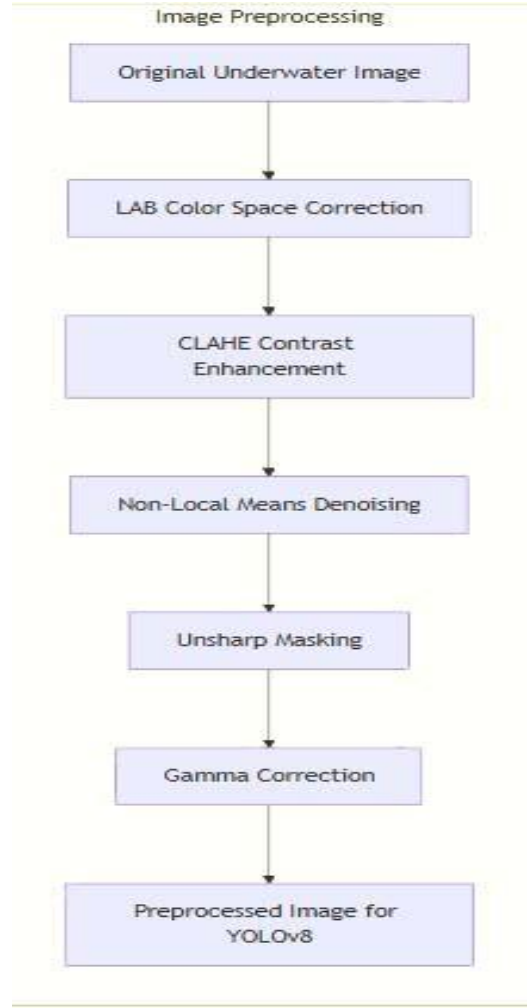 Image Preprocessing
Original Underwater Image
LAB Color Space Correction
CLAHE Contrast
Enhancement
Non-Local Means Denoising
Unsharp Masking
Gamma Correction
Preprocessed Image for
YOLOv8